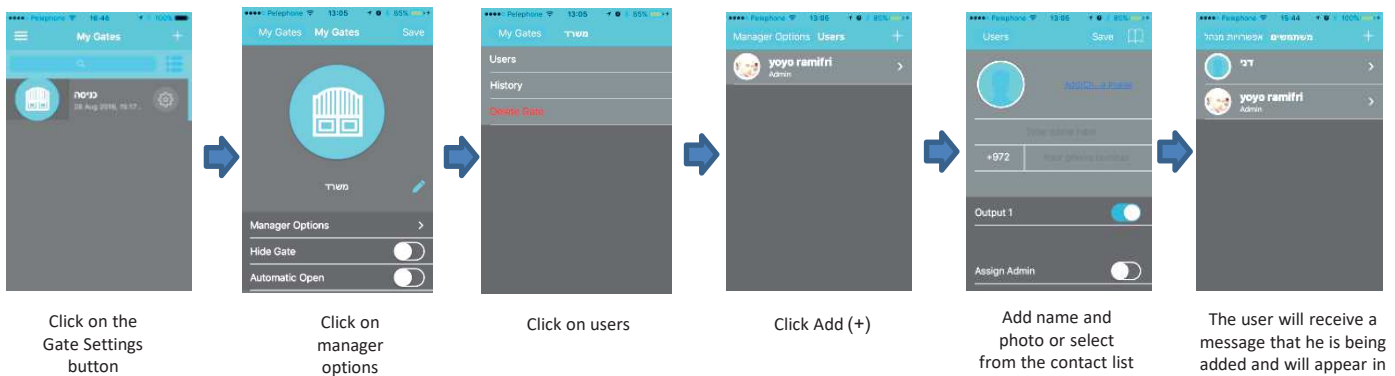 Pelephone 16:46 100%
My Gates +
כניסה
28 Aug 2016, 15:17...
Click on the
Gate Settings
button
Pelephone 13:05 65%
My Gates My Gates Save
משרד
Manager Options
Hide Gate
Automatic Open
Click on
manager
options
Pelephone 13:05 65%
My Gates משרד
Users
History
Delete Gate
Click on users
Pelephone 13:05 65%
Manager Options Users +
yoyo ramifri
Admin
Click Add (+)
Pelephone 13:05 65%
Users Save
+972
Output 1
Assign Admin
Add name and
photo or select
from the contact list
Pelephone 15:44 100%
אפשרויות מנהל משתמשים +
דני
yoyo ramifri
Admin
The user will receive a
message that he is being
added and will appear in